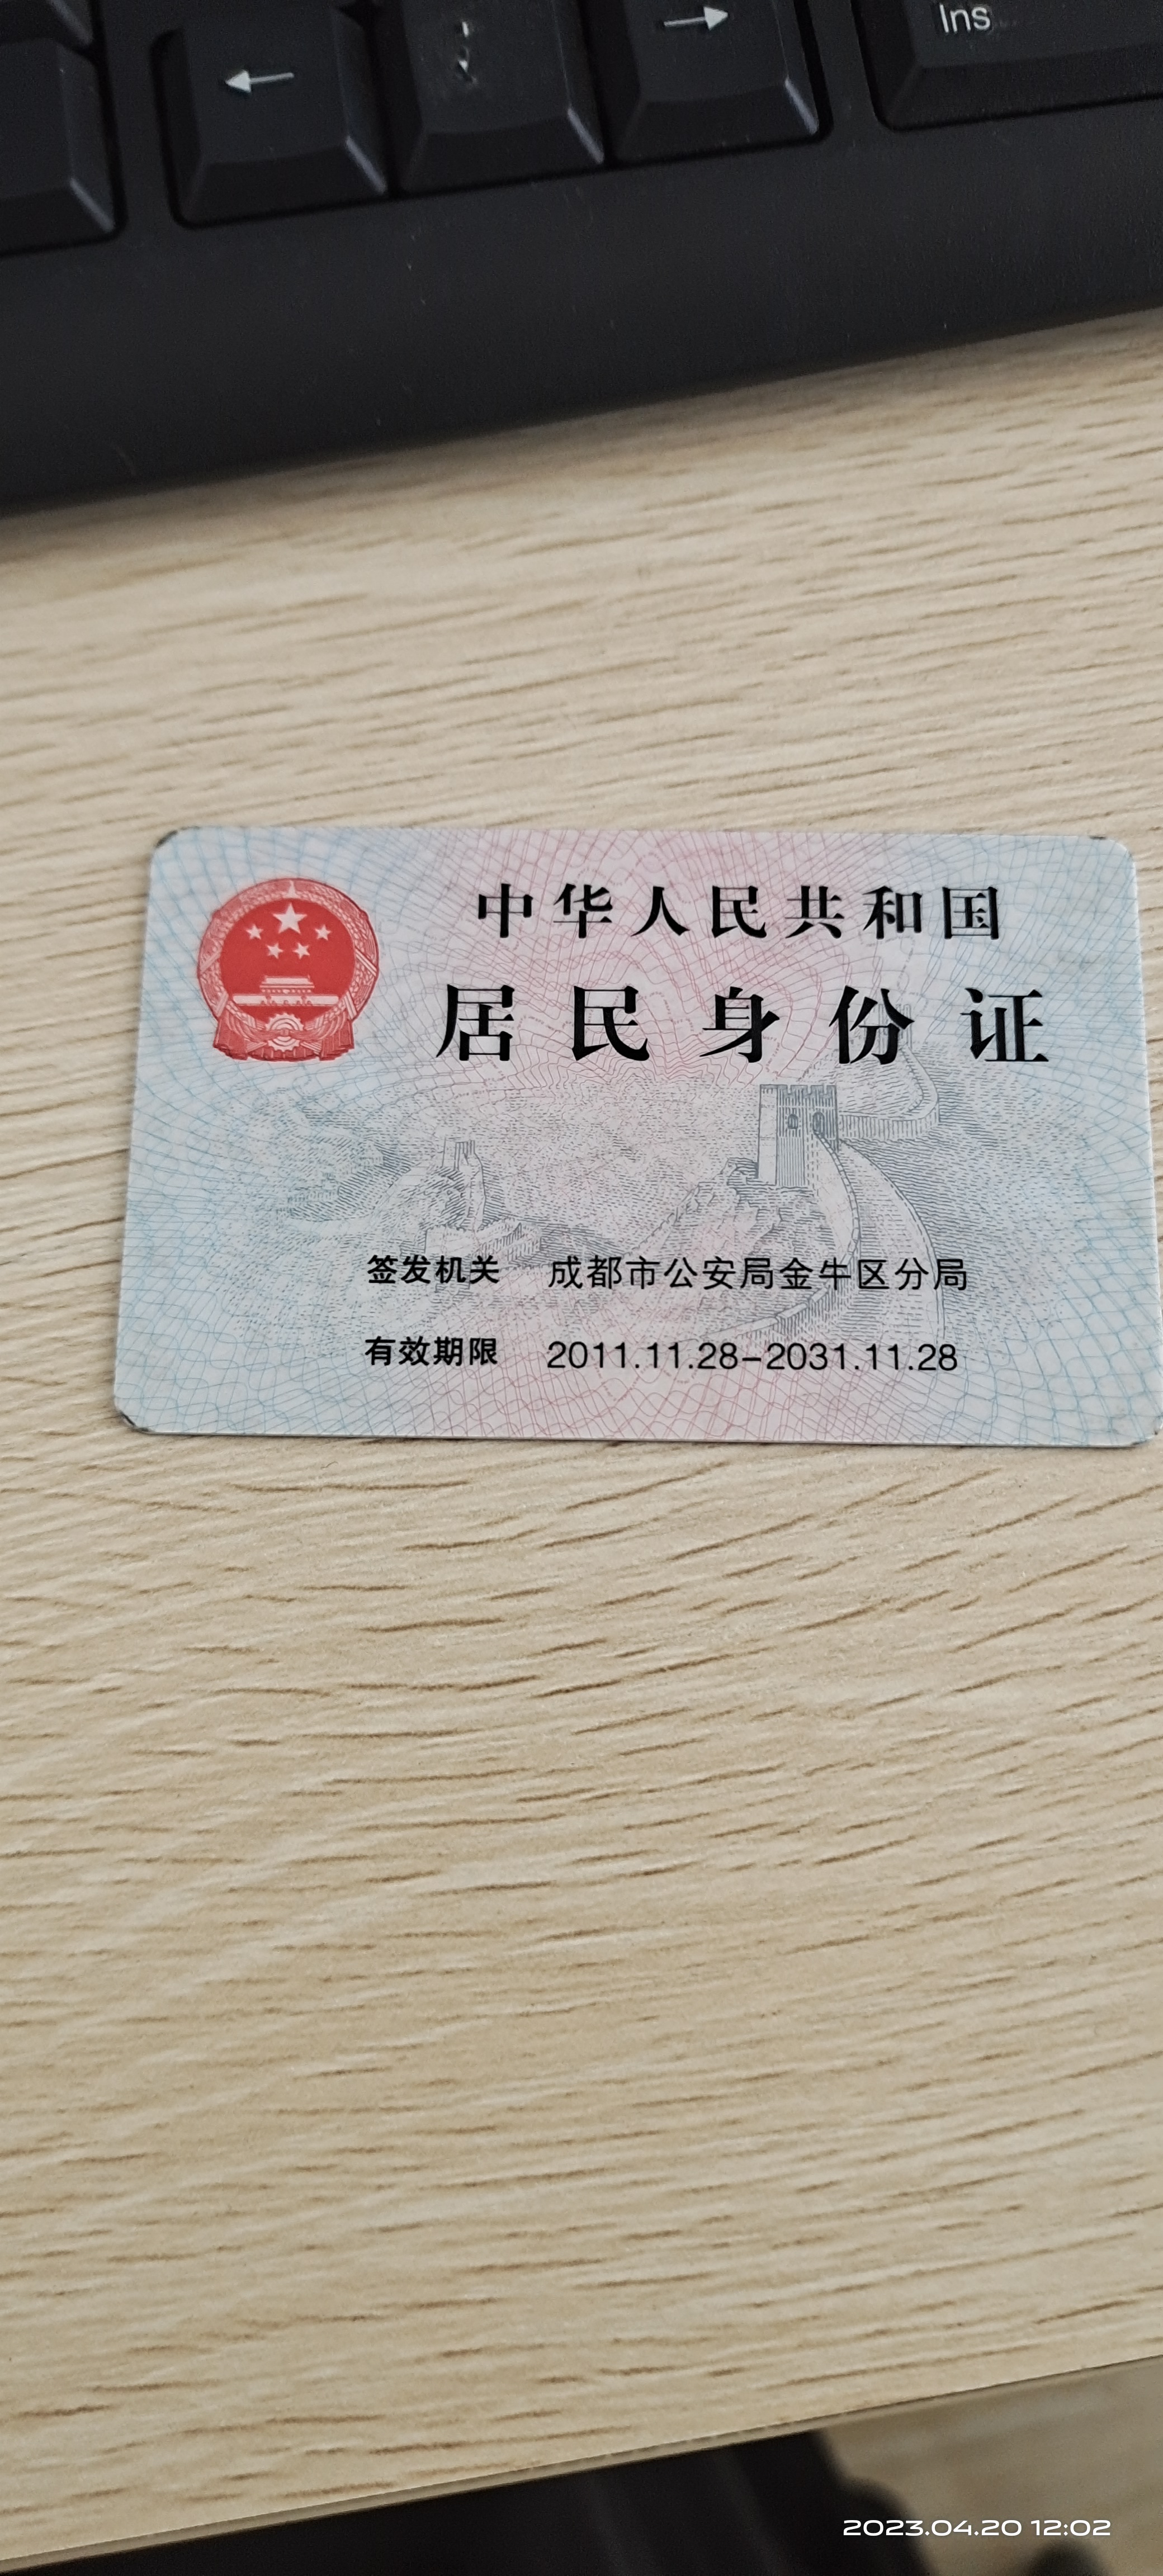 Ins
中华人民共和国
居民身份证
签发机关 成都市公安局金牛区分局
有效期限 2011.11.28-2031.11.28
2023.04.20 12:02